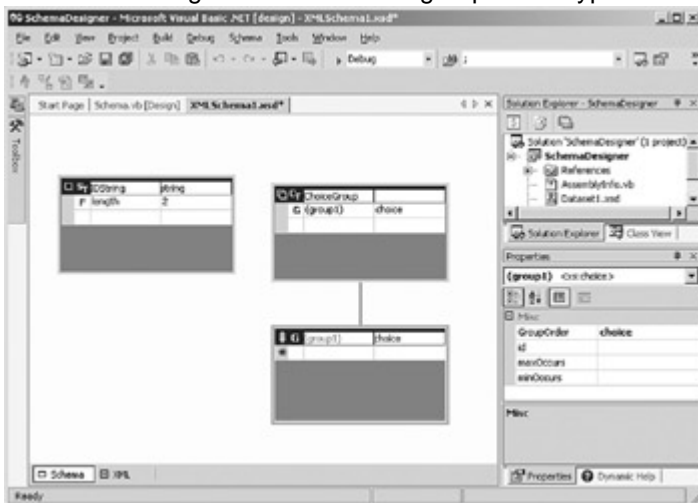 SchemaDesigner - Microsoft Visual Basic .NET [design] - XMLSchema1.xsd*
File Edit View Project Build Debug Schema Tools Window Help
Debug
Start Page Schema.vb [Design] XMLSchema1.xsd*
Toolbox
ST IDString string
F length 2
CT ChoiceGroup
G (group1) choice
G (group1) choice
Solution Explorer - SchemaDesigner
Solution 'SchemaDesigner' (1 project)
SchemaDesigner
References
AssemblyInfo.vb
Dataset1.xsd
Solution Explorer Class View
Properties
(group1) <xs:choice>
Misc
GroupOrder choice
id
maxOccurs
minOccurs
Misc
Schema XML
Properties Dynamic Help
Ready